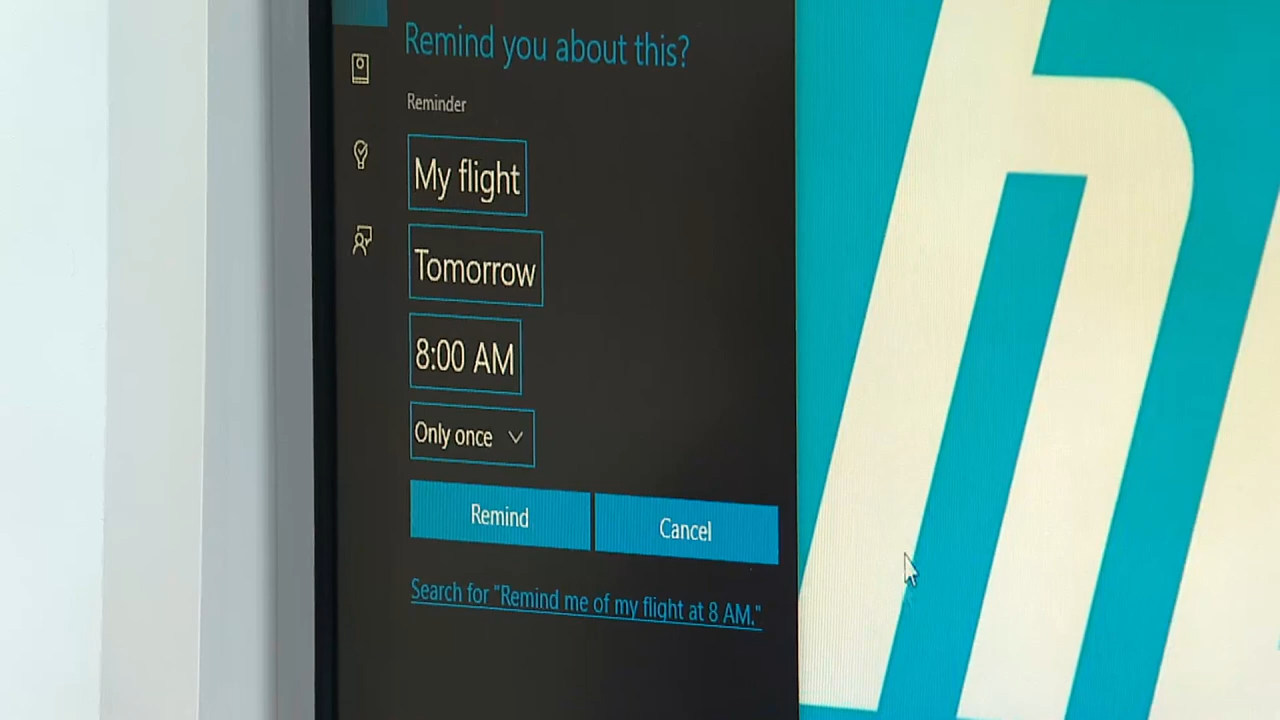 Remind you about this?
Reminder
My flight
Tomorrow
8:00 AM
Only once
Remind
Cancel
Search for "Remind me of my flight at 8 AM."
h